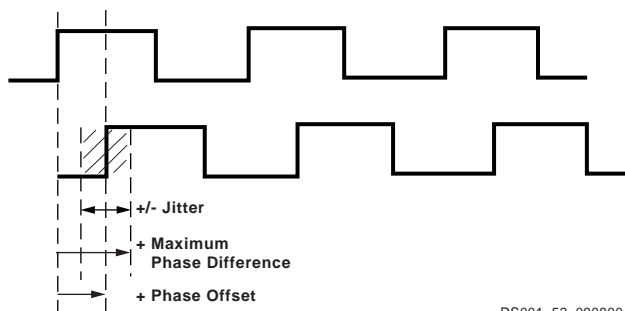 +/- Jitter
+ Maximum
Phase Difference
+ Phase Offset